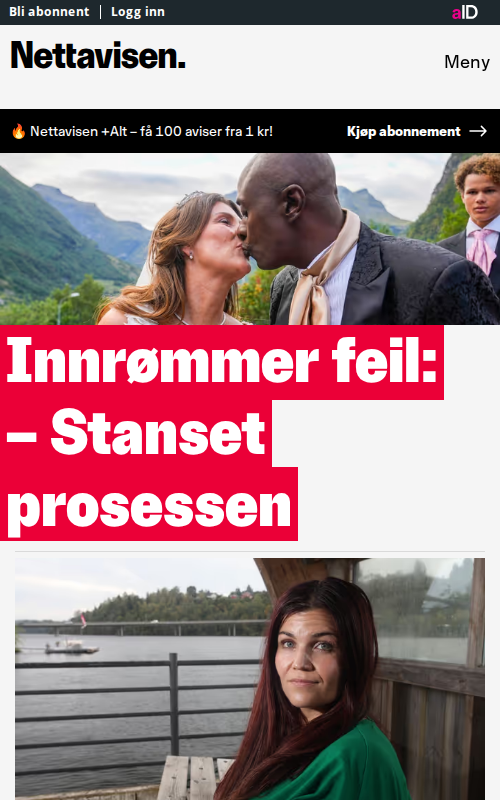 Bli abonnent | Logg inn
aID
Nettavisen.
Meny
🔥 Nettavisen +Alt – få 100 aviser fra 1 kr!
Kjøp abonnement →
Innrømmer feil:
– Stanset
prosessen